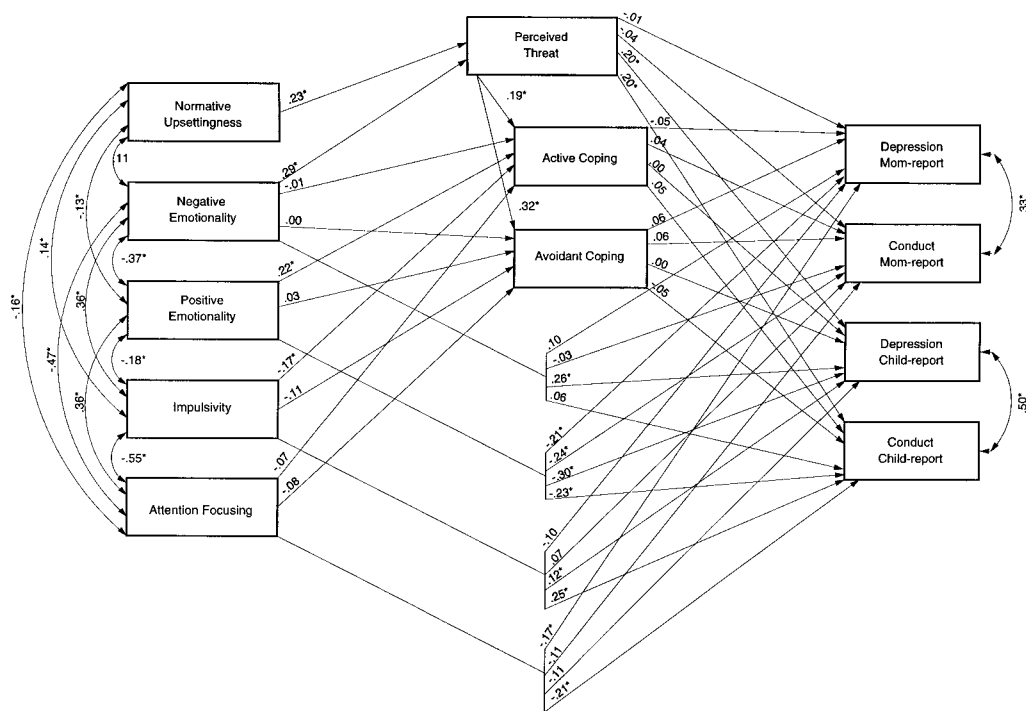 Perceived
Threat
Normative
Upsettingness
Negative
Emotionality
Positive
Emotionality
Impulsivity
Attention Focusing
Active Coping
Avoidant Coping
Depression
Mom-report
Conduct
Mom-report
Depression
Child-report
Conduct
Child-report
-.01
-.04
.20*
.20*
.23*
.19*
.29*
-.01
.00
.32*
.22*
.03
-.17*
-.11
-.07
-.08
-.05
.04
.00
.05
.06
.06
.00
-.05
.10
-.03
.26*
.06
-.21*
-.24*
-.30*
-.23*
-.10
.07
.12*
.25*
-.17*
-.11
-.11
-.21*
.11
-.13*
.14*
-.16*
-.37*
.36*
-.47*
-.18*
.36*
-.55*
.33*
.50*